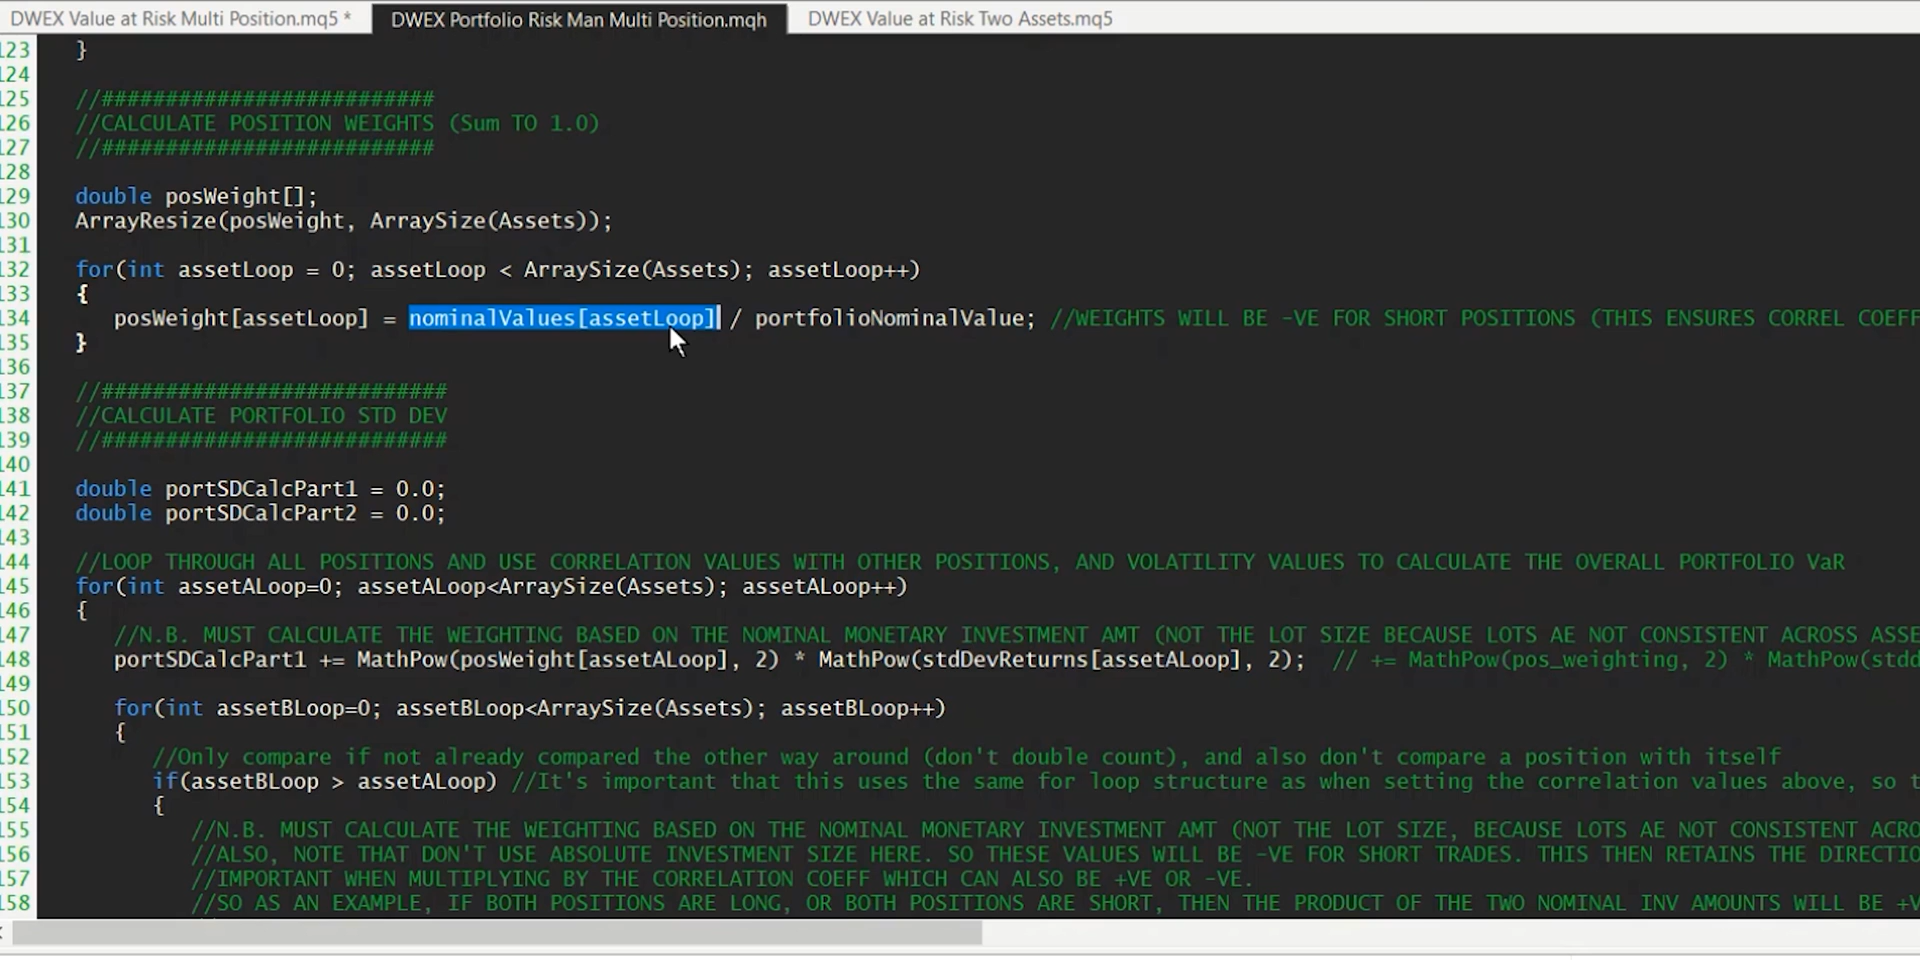 DWEX Value at Risk Multi Position.mq5 * DWEX Portfolio Risk Man Multi Position.mqh DWEX Value at Risk Two Assets.mq5
123 }
124
125 //##########################
126 //CALCULATE POSITION WEIGHTS (Sum TO 1.0)
127 //##########################
128
129 double posWeight[];
130 ArrayResize(posWeight, ArraySize(Assets));
131
132 for(int assetLoop = 0; assetLoop < ArraySize(Assets); assetLoop++)
133 {
134 posWeight[assetLoop] = nominalValues[assetLoop] / portfolioNominalValue; //WEIGHTS WILL BE -VE FOR SHORT POSITIONS (THIS ENSURES CORREL COEFF
135 }
136
137 //###########################
138 //CALCULATE PORTFOLIO STD DEV
139 //###########################
140
141 double portSDCalcPart1 = 0.0;
142 double portSDCalcPart2 = 0.0;
143
144 //LOOP THROUGH ALL POSITIONS AND USE CORRELATION VALUES WITH OTHER POSITIONS, AND VOLATILITY VALUES TO CALCULATE THE OVERALL PORTFOLIO VaR
145 for(int assetALoop=0; assetALoop<ArraySize(Assets); assetALoop++)
146 {
147 //N.B. MUST CALCULATE THE WEIGHTING BASED ON THE NOMINAL MONETARY INVESTMENT AMT (NOT THE LOT SIZE BECAUSE LOTS AE NOT CONSISTENT ACROSS ASSE
148 portSDCalcPart1 += MathPow(posWeight[assetALoop], 2) * MathPow(stdDevReturns[assetALoop], 2); // += MathPow(pos_weighting, 2) * MathPow(stdd
149
150 for(int assetBLoop=0; assetBLoop<ArraySize(Assets); assetBLoop++)
151 {
152 //Only compare if not already compared the other way around (don't double count), and also don't compare a position with itself
153 if(assetBLoop > assetALoop) //It's important that this uses the same for loop structure as when setting the correlation values above, so t
154 {
155 //N.B. MUST CALCULATE THE WEIGHTING BASED ON THE NOMINAL MONETARY INVESTMENT AMT (NOT THE LOT SIZE, BECAUSE LOTS AE NOT CONSISTENT ACRO
156 //ALSO, NOTE THAT DON'T USE ABSOLUTE INVESTMENT SIZE HERE. SO THESE VALUES WILL BE -VE FOR SHORT TRADES. THIS THEN RETAINS THE DIRECTIO
157 //IMPORTANT WHEN MULTIPLYING BY THE CORRELATION COEFF WHICH CAN ALSO BE +VE OR -VE.
158 //SO AS AN EXAMPLE, IF BOTH POSITIONS ARE LONG, OR BOTH POSITIONS ARE SHORT, THEN THE PRODUCT OF THE TWO NOMINAL INV AMOUNTS WILL BE +V